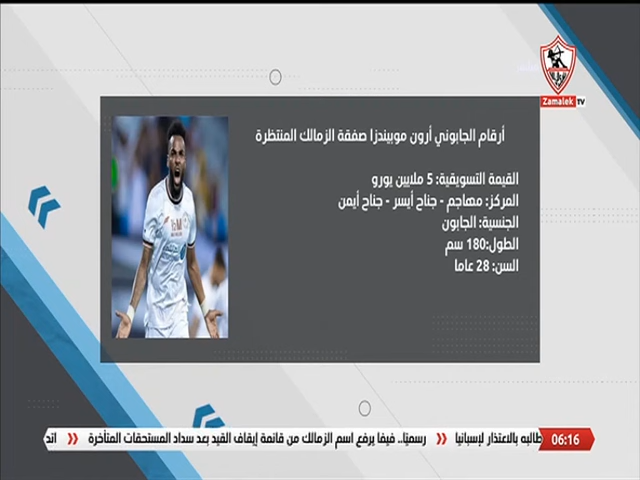 Zamalek TV
أرقام الجابوني أرون موبيندزا صفقة الزمالك المنتظرة
القيمة التسويقية: 5 ملايين يورو
المركز: مهاجم - جناح أيسر - جناح أيمن
الجنسية: الجابون
الطول:180 سم
السن: 28 عاما
06:16 طالبه بالاعتذار لإسبانيا » رسميًا.. فيفا يرفع اسم الزمالك من قائمة إيقاف القيد بعد سداد المستحقات المتأخرة »